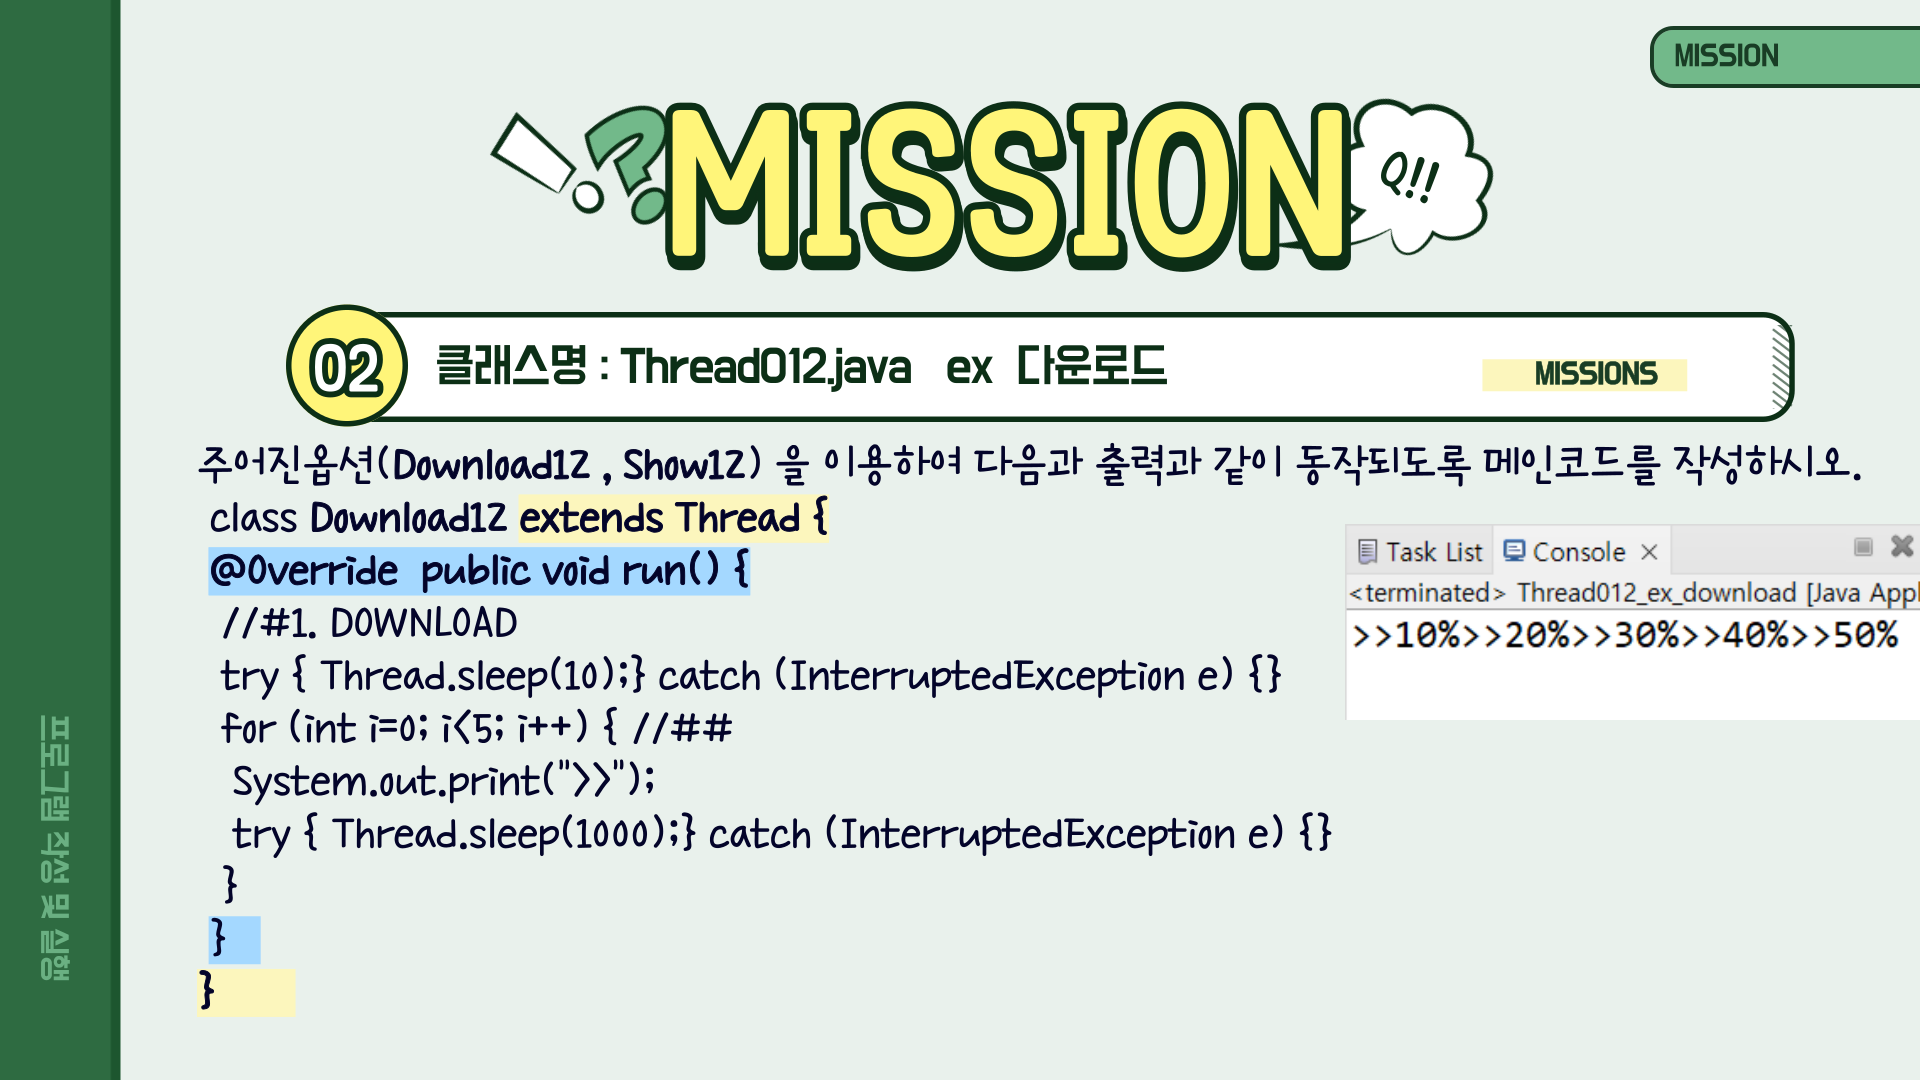 MISSION
MISSION
Q!!
02 클래스명 : Thread012.java ex 다운로드
MISSIONS
주어진옵션(Download12 , Show12) 을 이용하여 다음과 출력과 같이 동작되도록 메인코드를 작성하시오.
class Download12 extends Thread {
@Override public void run() {
//#1. DOWNLOAD
try { Thread.sleep(10);} catch (InterruptedException e) {}
for (int i=0; i<5; i++) { //##
System.out.print(">>");
try { Thread.sleep(1000);} catch (InterruptedException e) {}
}
}
}
Task List Console
<terminated> Thread012_ex_download [Java Appl
>>10%>>20%>>30%>>40%>>50%
프로그램 작성 및 실행